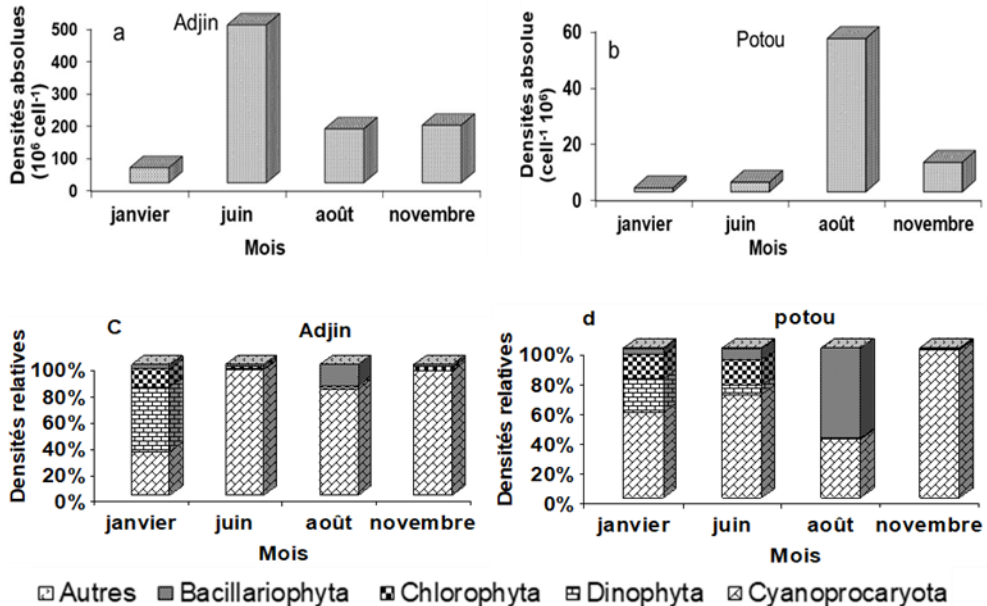 a
Adjin
Densités absolues
(10⁶ cell⁻¹)
500
400
300
200
100
0
janvier juin août novembre
Mois
b
Potou
Densités absolue
(cell⁻¹ 10⁶)
60
40
20
0
janvier juin août novembre
Mois
C
Adjin
Densités relatives
100%
80%
60%
40%
20%
0%
janvier juin août novembre
Mois
d
potou
Densités relatives
100%
80%
60%
40%
20%
0%
janvier juin août novembre
Mois
Autres Bacillariophyta Chlorophyta Dinophyta Cyanoprocaryota